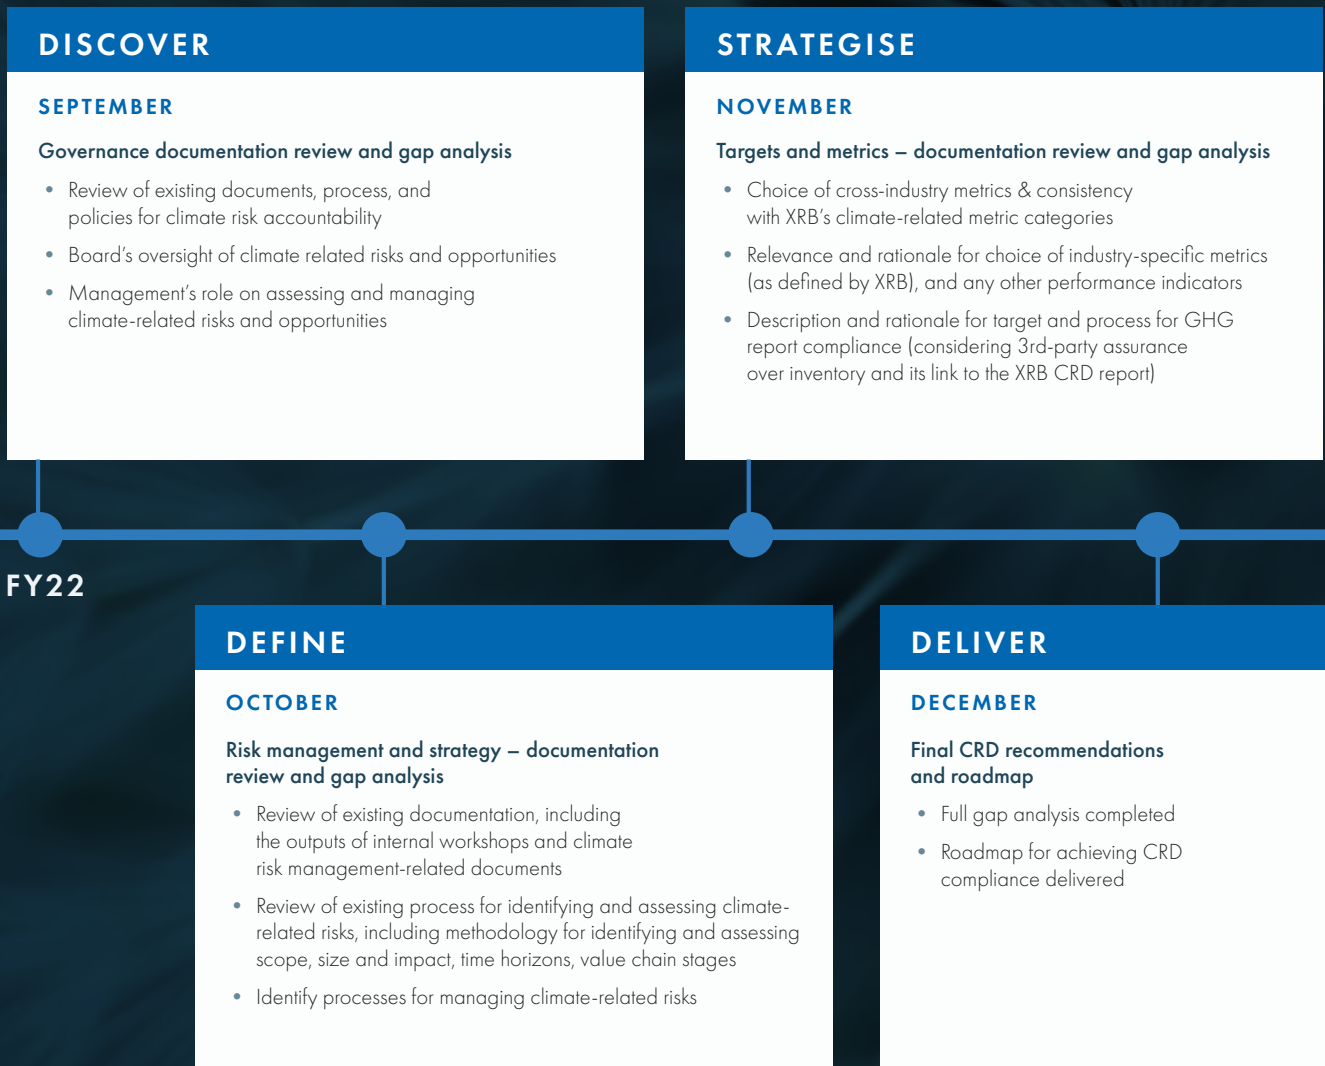 DISCOVER
SEPTEMBER
Governance documentation review and gap analysis
• Review of existing documents, process, and
policies for climate risk accountability
• Board's oversight of climate related risks and opportunities
• Management's role on assessing and managing
climate-related risks and opportunities
STRATEGISE
NOVEMBER
Targets and metrics – documentation review and gap analysis
• Choice of cross-industry metrics & consistency
with XRB's climate-related metric categories
• Relevance and rationale for choice of industry-specific metrics
(as defined by XRB), and any other performance indicators
• Description and rationale for target and process for GHG
report compliance (considering 3rd-party assurance
over inventory and its link to the XRB CRD report)
FY22
DEFINE
OCTOBER
Risk management and strategy – documentation
review and gap analysis
• Review of existing documentation, including
the outputs of internal workshops and climate
risk management-related documents
• Review of existing process for identifying and assessing climate-
related risks, including methodology for identifying and assessing
scope, size and impact, time horizons, value chain stages
• Identify processes for managing climate-related risks
DELIVER
DECEMBER
Final CRD recommendations
and roadmap
• Full gap analysis completed
• Roadmap for achieving CRD
compliance delivered